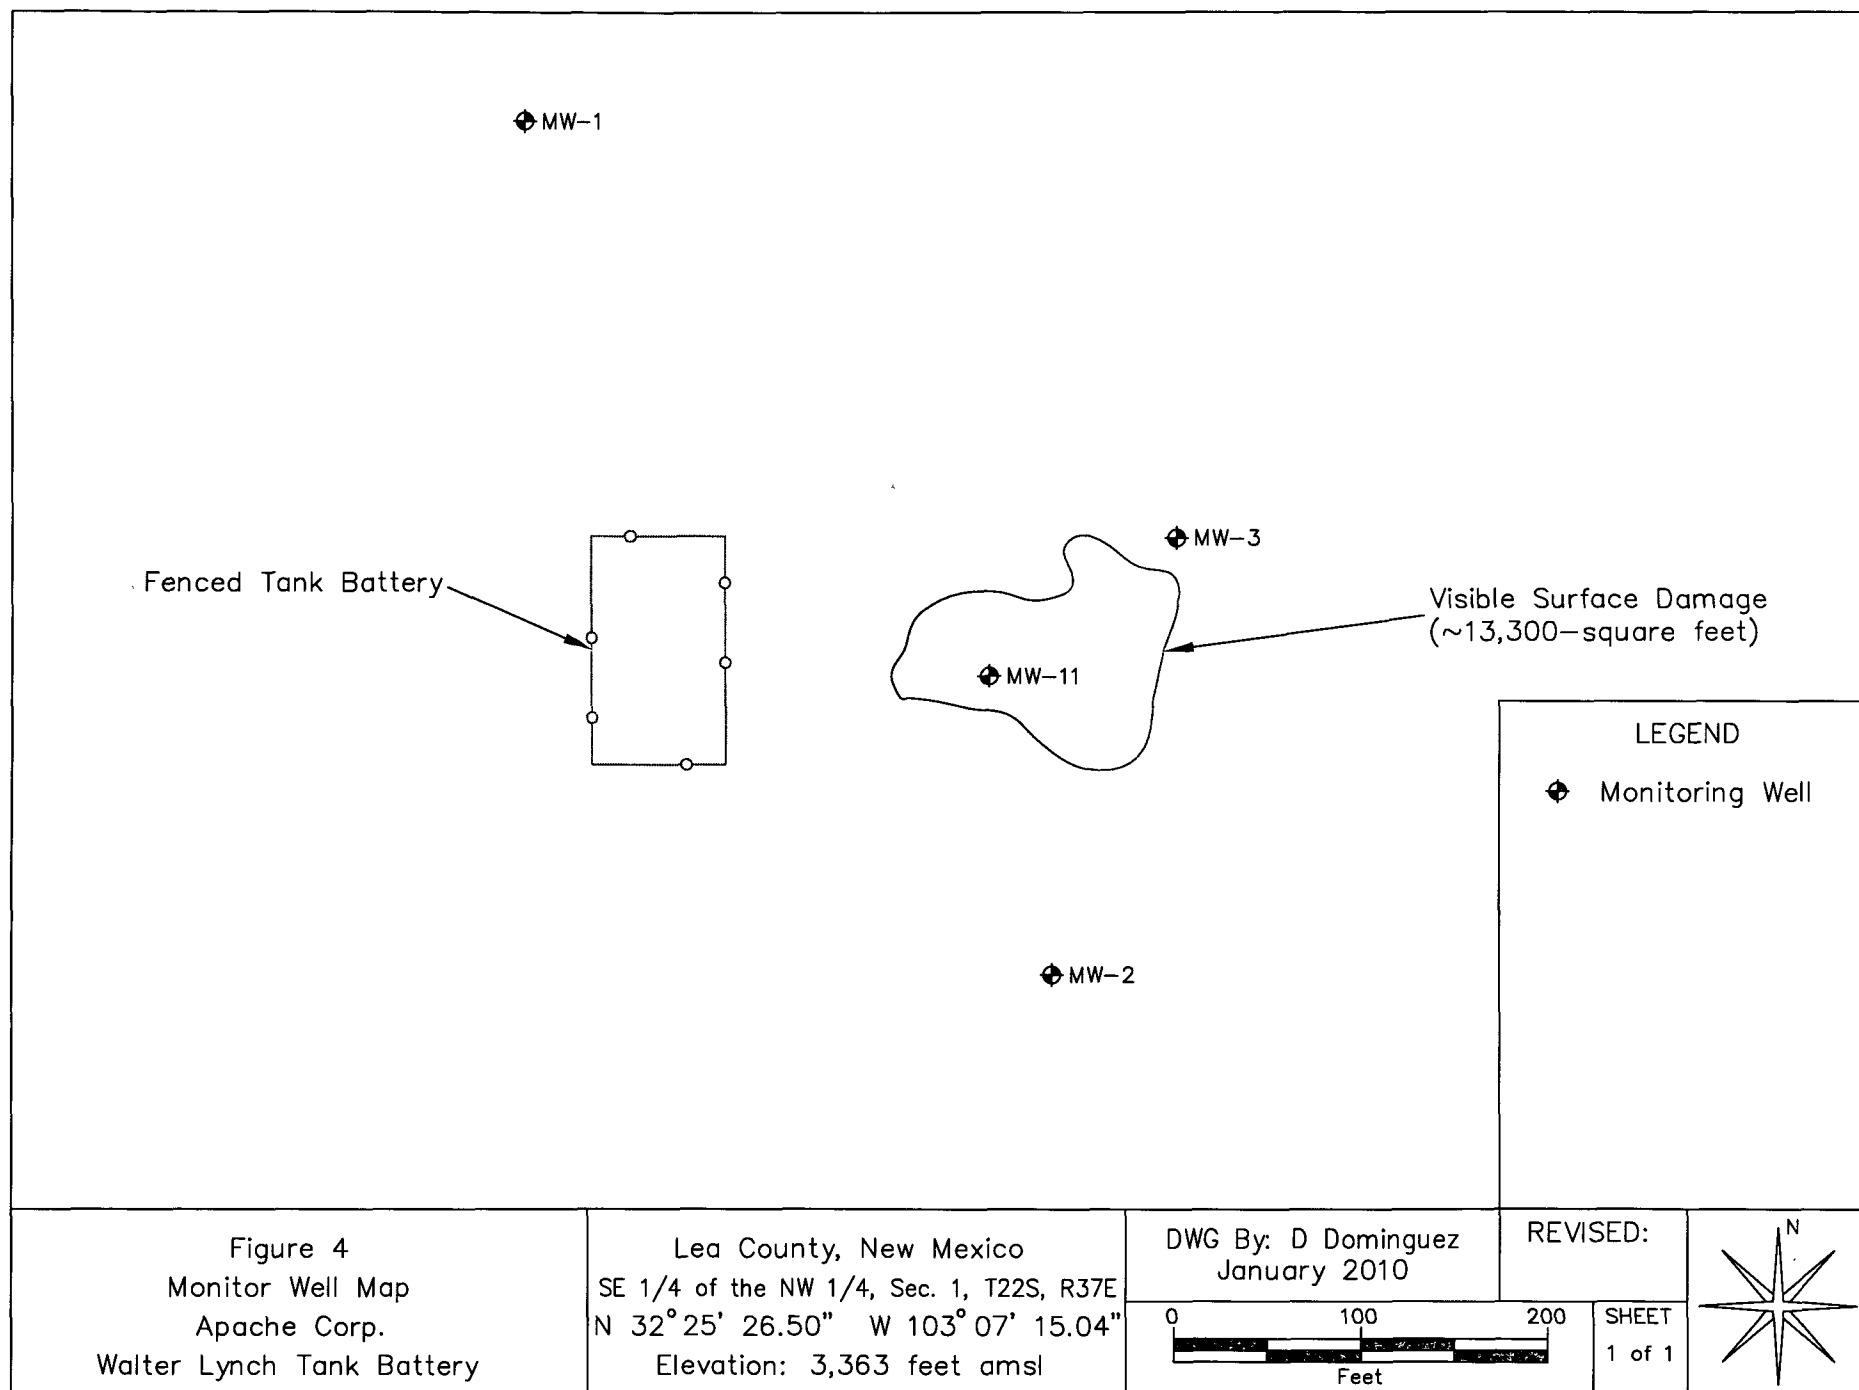 MW-1
MW-3
Fenced Tank Battery
Visible Surface Damage
(~13,300-square feet)
MW-11
LEGEND
Monitoring Well
MW-2
Figure 4
Monitor Well Map
Apache Corp.
Walter Lynch Tank Battery
Lea County, New Mexico
SE 1/4 of the NW 1/4, Sec. 1, T22S, R37E
N 32° 25' 26.50" W 103° 07' 15.04"
Elevation: 3,363 feet amsl
DWG By: D Dominguez
January 2010
REVISED:
0 100 200
Feet
SHEET
1 of 1
N